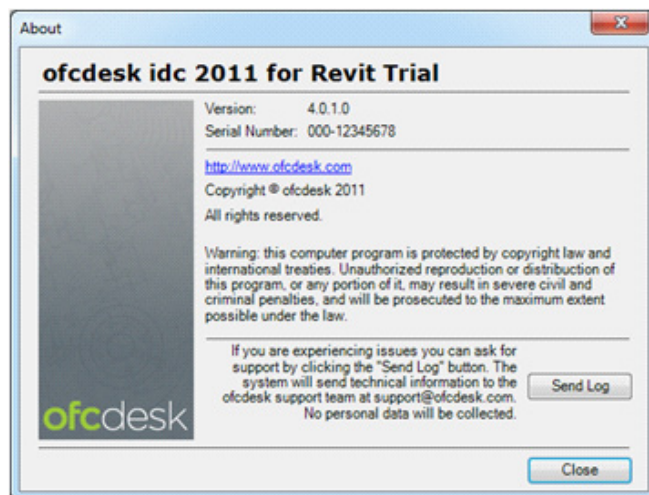 About
ofcdesk idc 2011 for Revit Trial
Version: 4.0.1.0
Serial Number: 000-12345678
http://www.ofcdesk.com
Copyright ® ofcdesk 2011
All rights reserved.
Warning: this computer program is protected by copyright law and
international treaties. Unauthorized reproduction or distribution of
this program, or any portion of it, may result in severe civil and
criminal penalties, and will be prosecuted to the maximum extent
possible under the law.
If you are experiencing issues you can ask for
support by clicking the "Send Log" button. The
system will send technical information to the
ofcdesk support team at support@ofcdesk.com.
No personal data will be collected.
Send Log
ofcdesk
Close